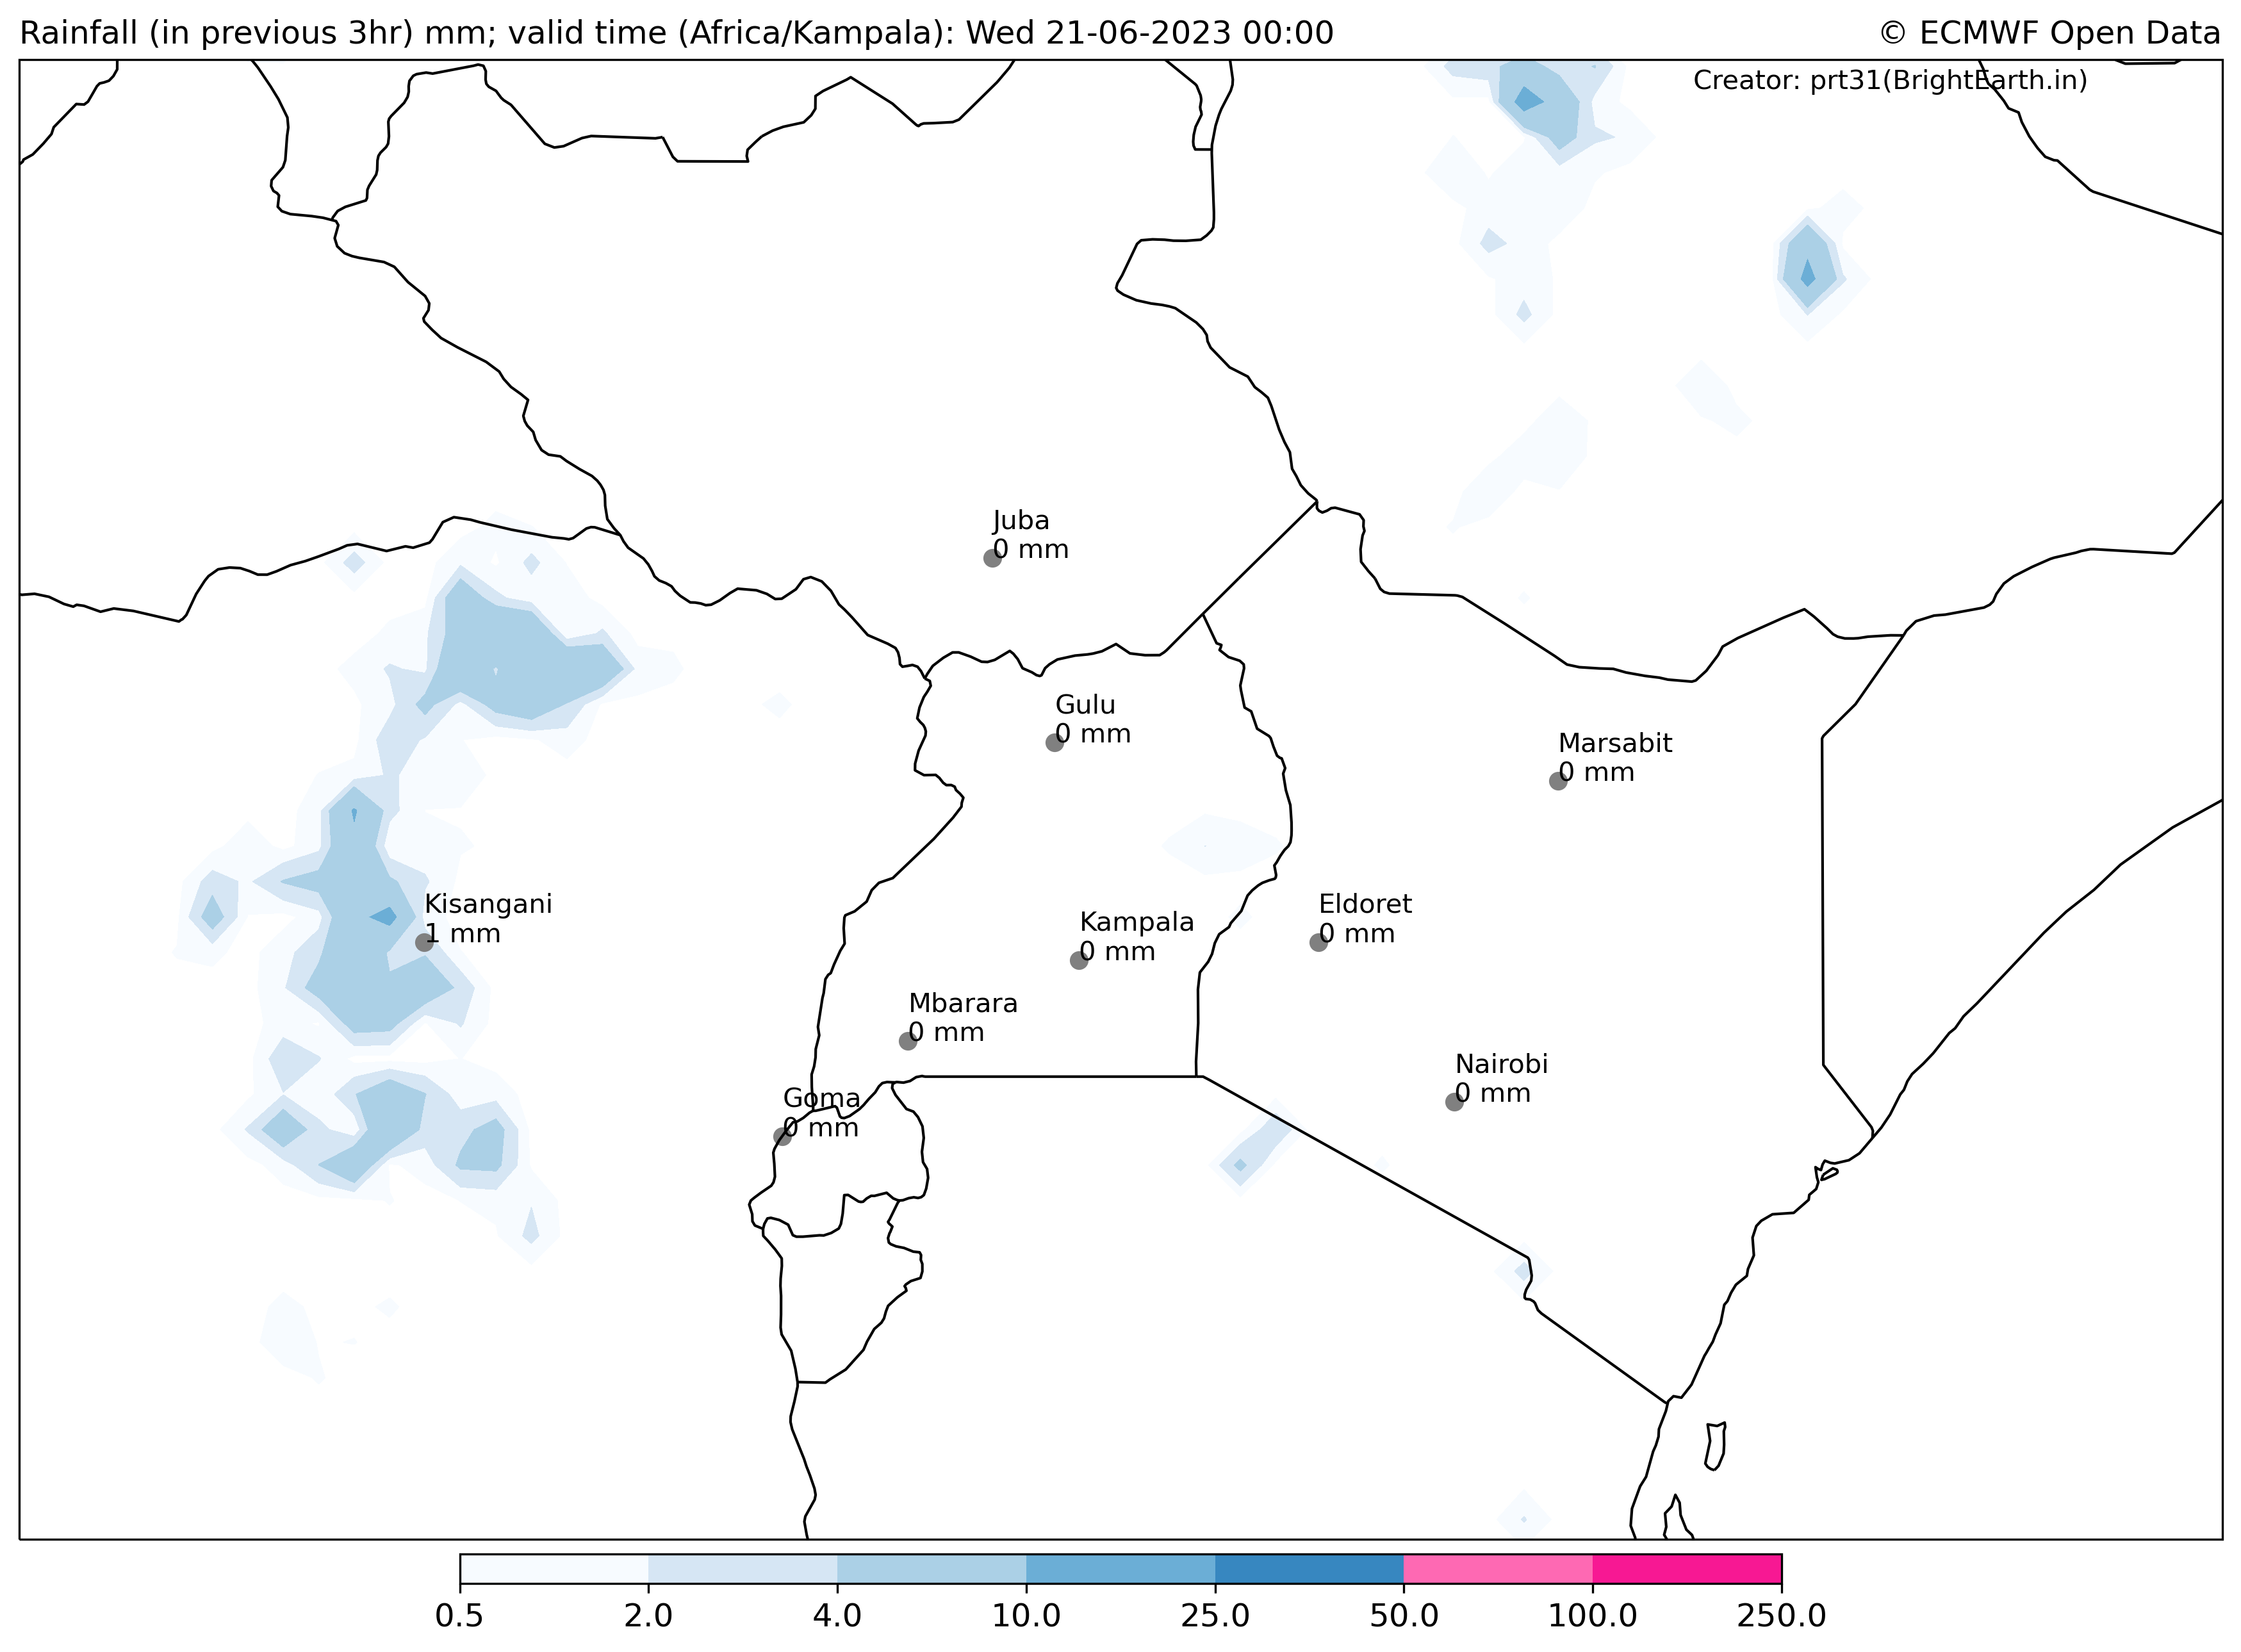 Rainfall (in previous 3hr) mm; valid time (Africa/Kampala): Wed 21-06-2023 00:00
© ECMWF Open Data
Creator: prt31(BrightEarth.in)
Juba
0 mm
Gulu
0 mm
Marsabit
0 mm
Kisangani
1 mm
Kampala
0 mm
Eldoret
0 mm
Mbarara
0 mm
Nairobi
0 mm
Goma
0 mm
0.5 2.0 4.0 10.0 25.0 50.0 100.0 250.0